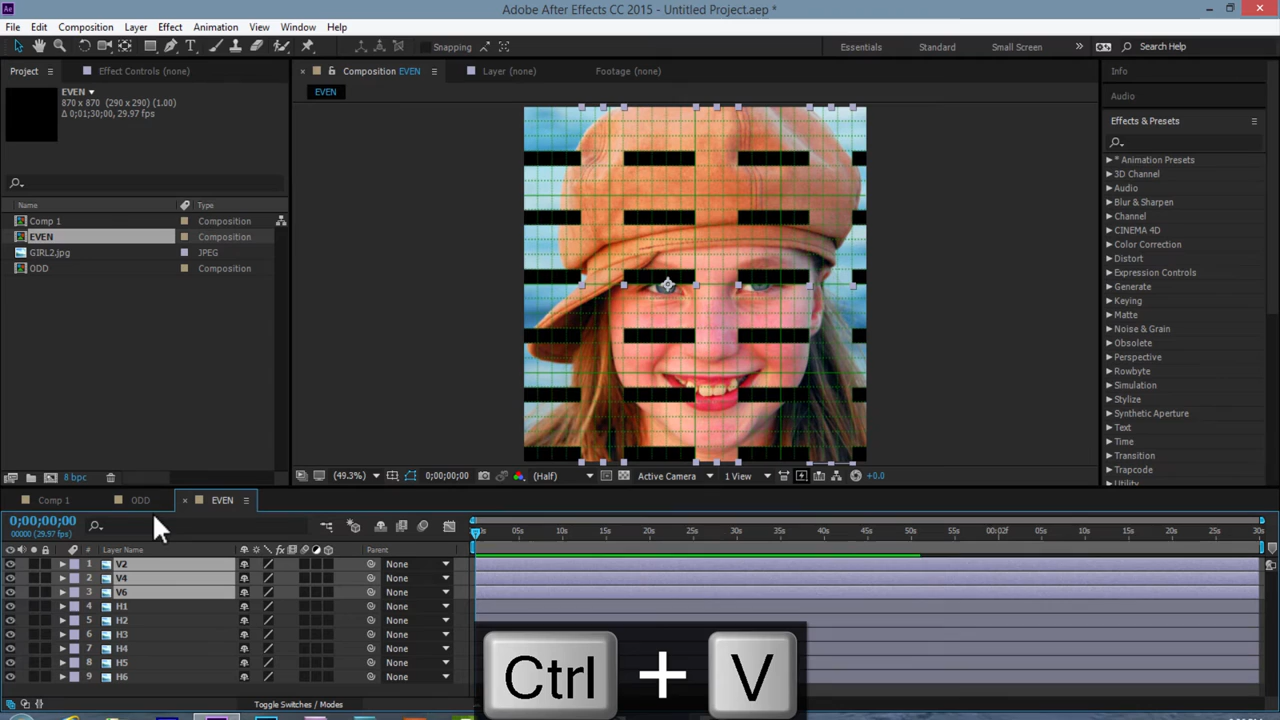 Ae
Adobe After Effects CC 2015 - Untitled Project.aep *
File Edit Composition Layer Effect Animation View Window Help
T Snapping Essentials Standard Small Screen Search Help
Project Effect Controls (none) Composition EVEN Layer (none) Footage (none) Info
EVEN
870 x 870 (290 x 290) (1.00)
Δ 0;01;30;00, 29.97 fps
EVEN
Audio
Effects & Presets
* Animation Presets
3D Channel
Audio
Blur & Sharpen
Channel
CINEMA 4D
Color Correction
Distort
Expression Controls
Generate
Keying
Matte
Noise & Grain
Obsolete
Perspective
Rowbyte
Simulation
Stylize
Synthetic Aperture
Text
Time
Transition
Trapcode
Utility
Name Type
Comp 1 Composition
EVEN Composition
GIRL2.jpg JPEG
ODD Composition
8 bpc
(49.3%) 0;00;00;00 (Half) Active Camera 1 View +0.0
Comp 1 ODD EVEN
0;00;00;00
00000 (29.97 fps)
05s 10s 15s 20s 25s 30s 35s 40s 45s 50s 55s 00:02f 05s 10s 15s 20s 25s 30s
# Layer Name fx Parent
1 V2 None
2 V4 None
3 V6 None
4 H1 None
5 H2 None
6 H3 None
7 H4 None
8 H5 None
9 H6 None
Toggle Switches / Modes
Ctrl + V